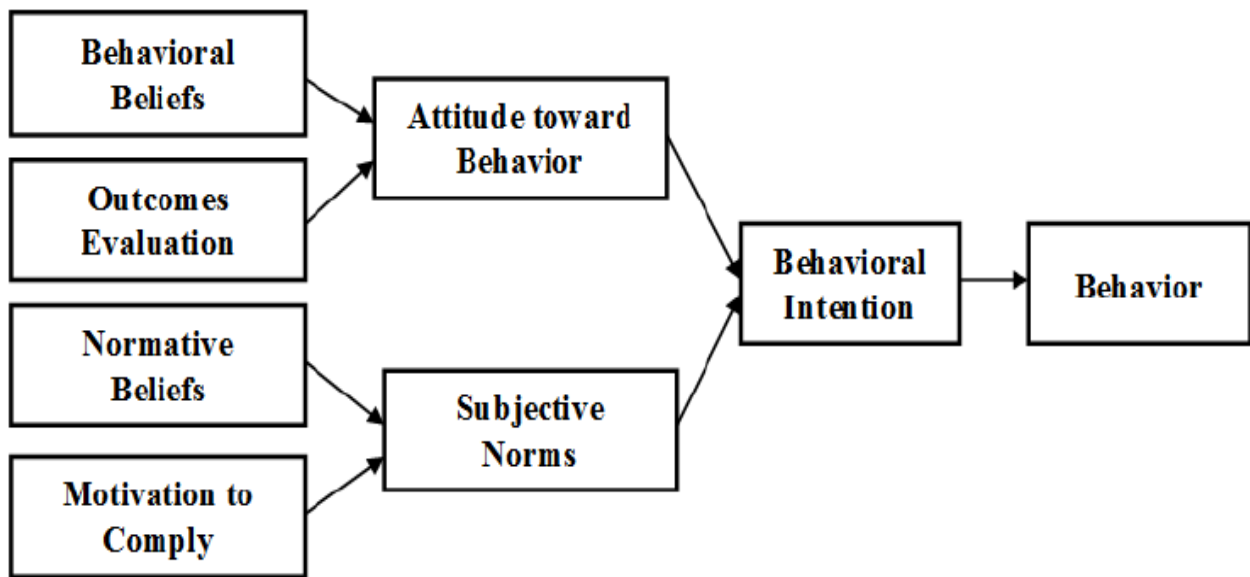 Behavioral
Beliefs
Outcomes
Evaluation
Normative
Beliefs
Motivation to
Comply
Attitude toward
Behavior
Subjective
Norms
Behavioral
Intention
Behavior